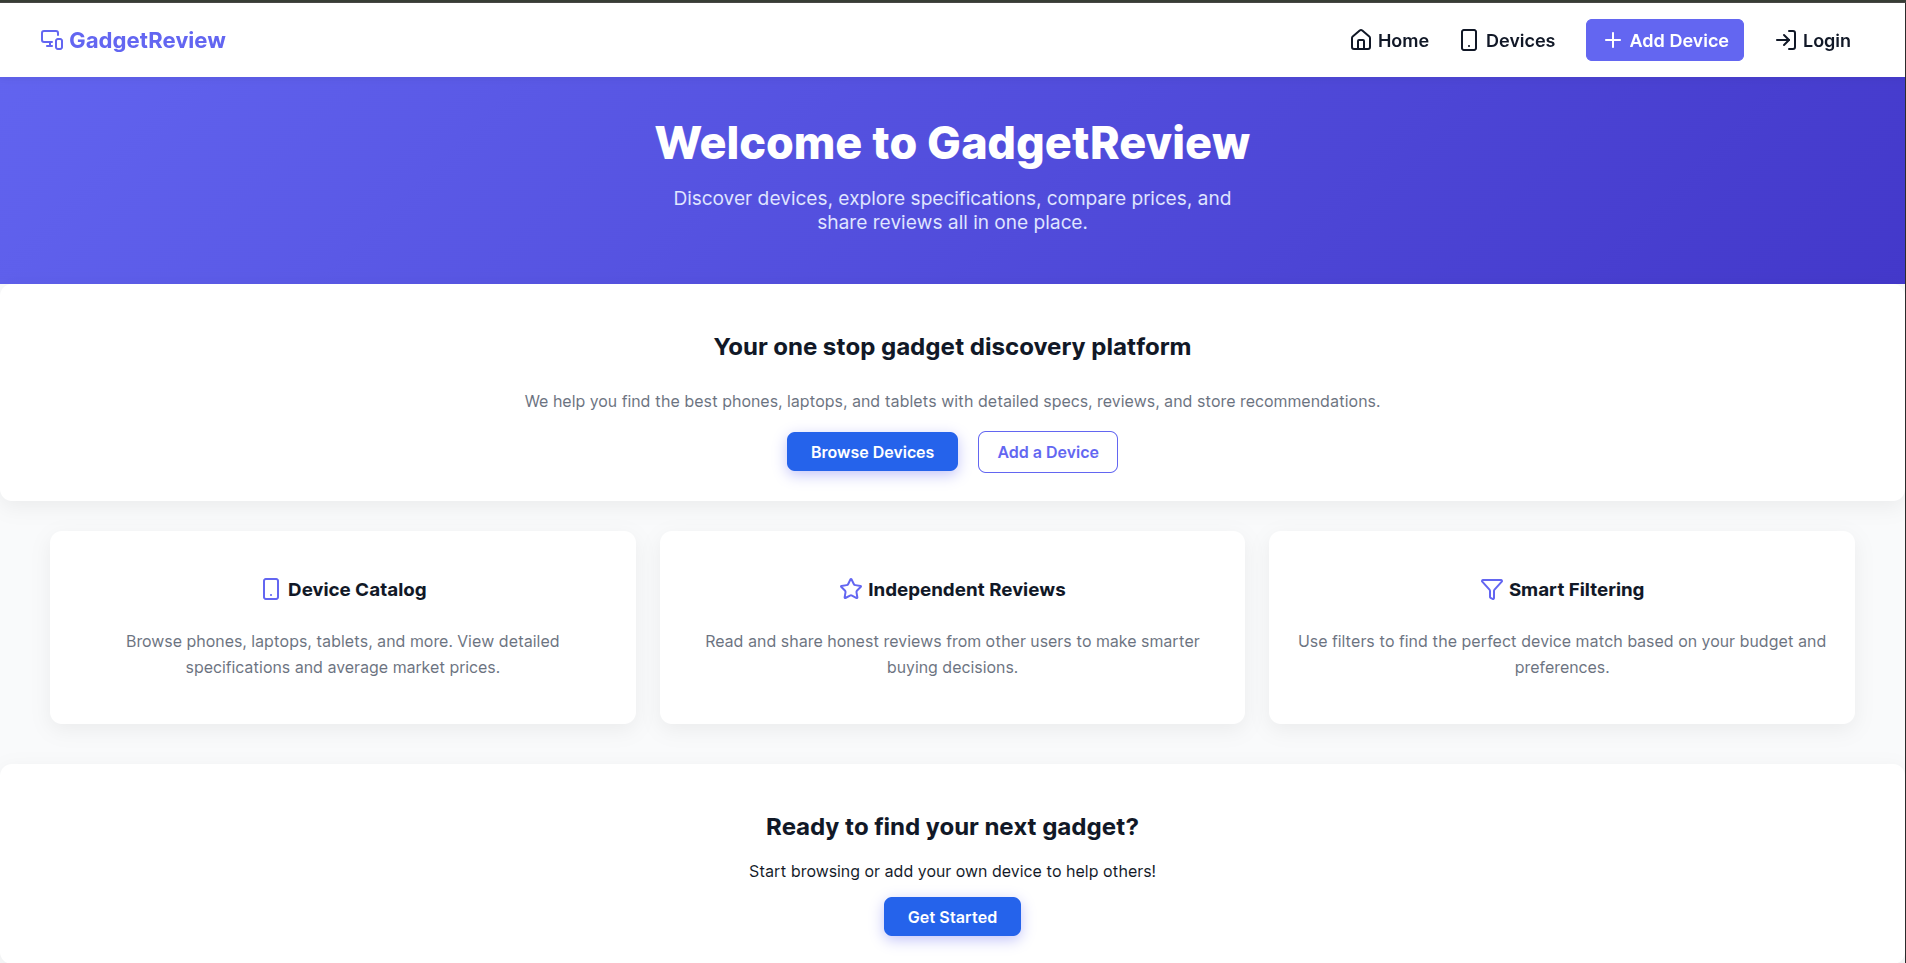 GadgetReview
Home
Devices
Add Device
Login
Welcome to GadgetReview
Discover devices, explore specifications, compare prices, and
share reviews all in one place.
Your one stop gadget discovery platform
We help you find the best phones, laptops, and tablets with detailed specs, reviews, and store recommendations.
Browse Devices
Add a Device
Device Catalog
Browse phones, laptops, tablets, and more. View detailed
specifications and average market prices.
Independent Reviews
Read and share honest reviews from other users to make smarter
buying decisions.
Smart Filtering
Use filters to find the perfect device match based on your budget and
preferences.
Ready to find your next gadget?
Start browsing or add your own device to help others!
Get Started